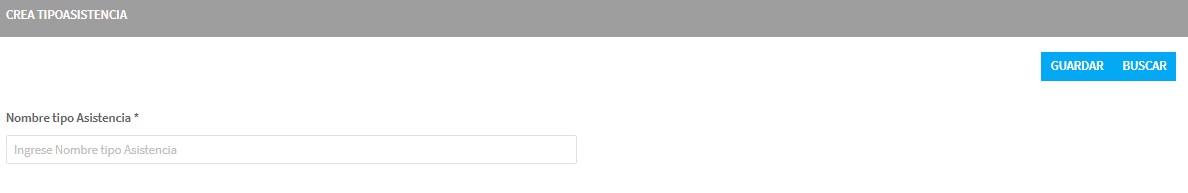 CREA TIPOASISTENCIA
GUARDAR BUSCAR
Nombre tipo Asistencia *
Ingrese Nombre tipo Asistencia